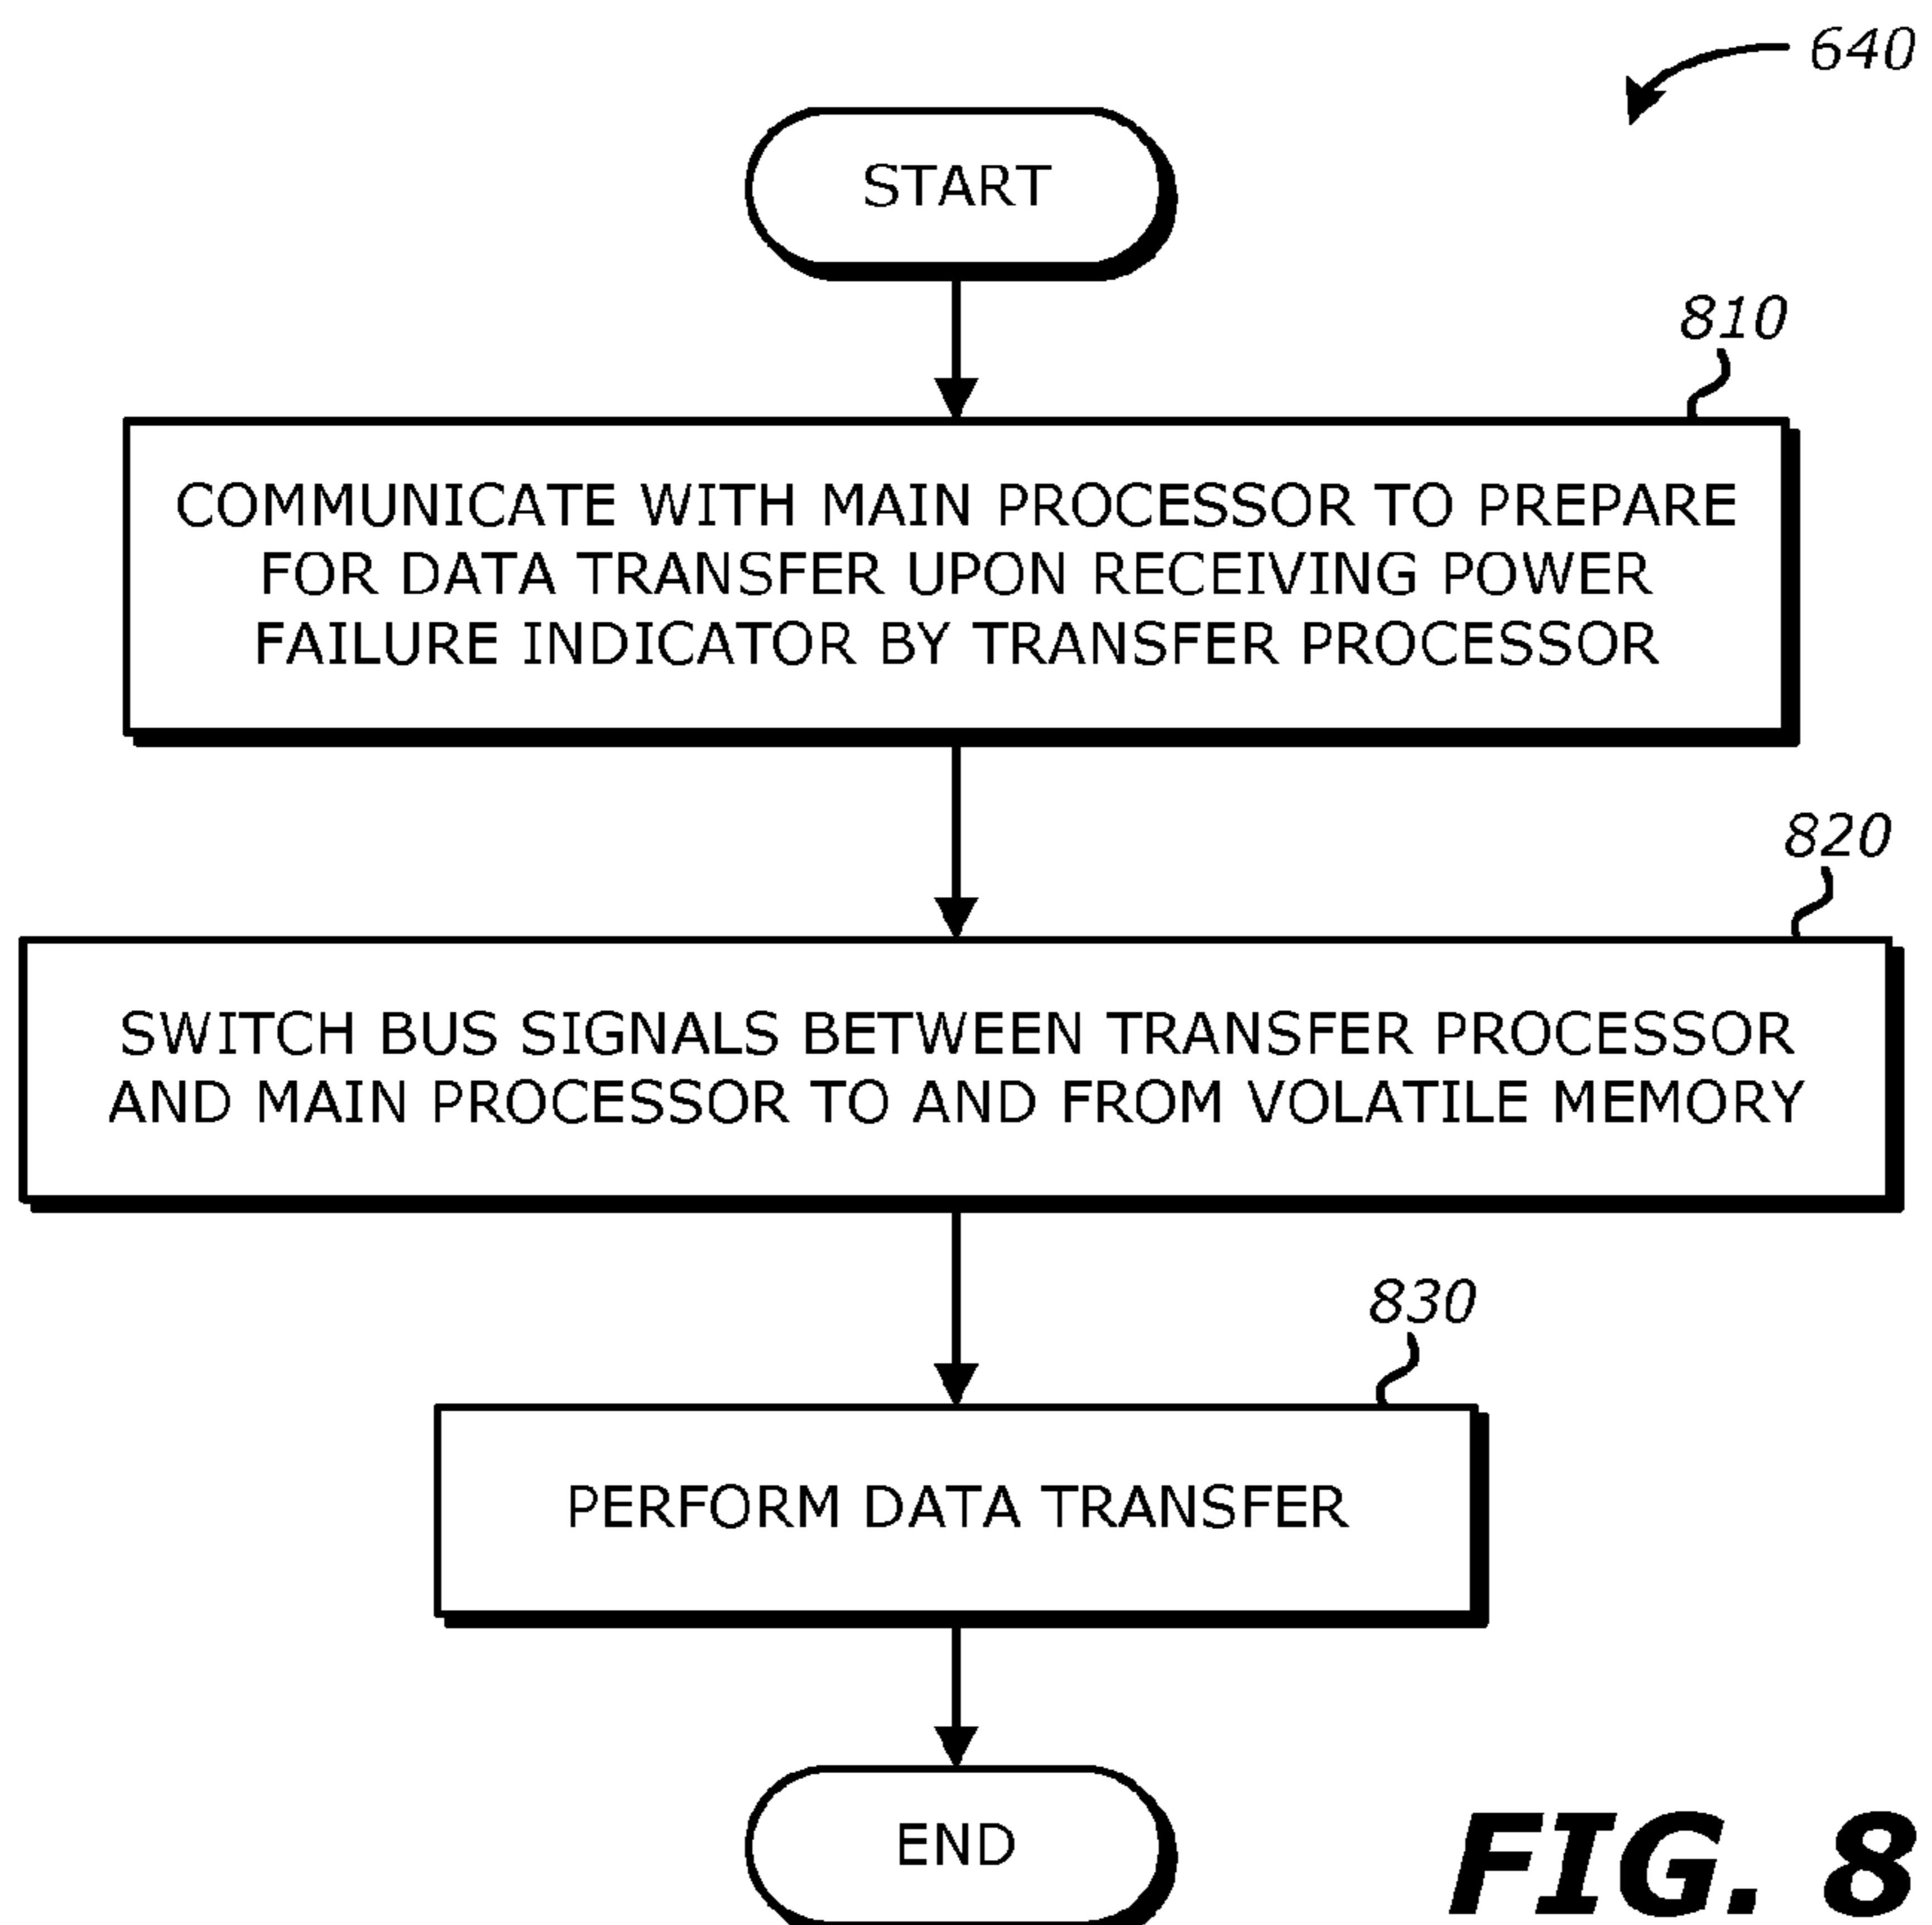 640
START
810
COMMUNICATE WITH MAIN PROCESSOR TO PREPARE
FOR DATA TRANSFER UPON RECEIVING POWER
FAILURE INDICATOR BY TRANSFER PROCESSOR
820
SWITCH BUS SIGNALS BETWEEN TRANSFER PROCESSOR
AND MAIN PROCESSOR TO AND FROM VOLATILE MEMORY
830
PERFORM DATA TRANSFER
END
FIG. 8